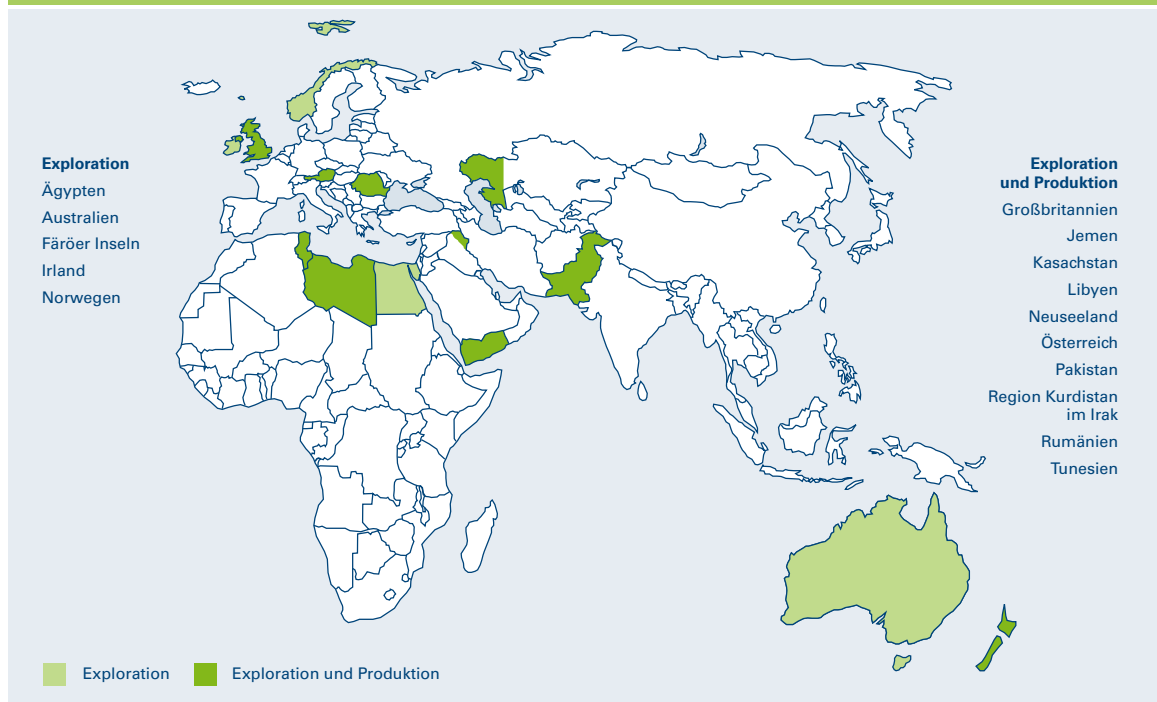 Exploration
Ägypten
Australien
Färöer Inseln
Irland
Norwegen
Exploration
und Produktion
Großbritannien
Jemen
Kasachstan
Libyen
Neuseeland
Österreich
Pakistan
Region Kurdistan
im Irak
Rumänien
Tunesien
Exploration
Exploration und Produktion